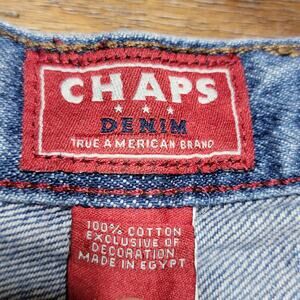 CHAPS
DENIM
TRUE AMERICAN BRAND
100% COTTON
EXCLUSIVE OF
DECORATION
MADE IN EGYPT